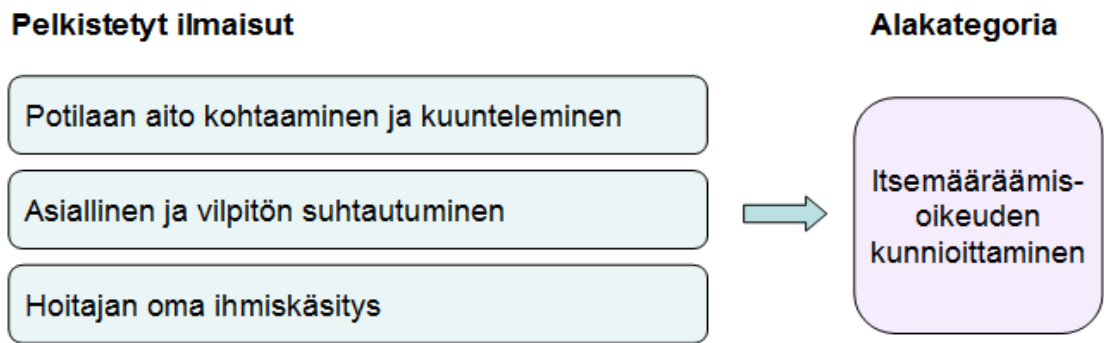 Pelkistetyt ilmaisut
Alakategoria
Potilaan aito kohtaaminen ja kuunteleminen
Asiallinen ja vilpitön suhtautuminen
Hoitajan oma ihmiskäsitys
Itsemääräämis-
oikeuden
kunnioittaminen